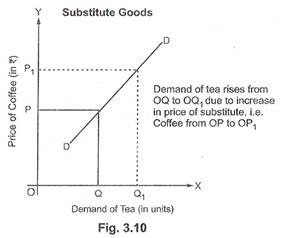 Y
Substitute Goods
D
P₁
Price of Coffee (in ₹)
P
Demand of tea rises from
OQ to OQ₁ due to increase
in price of substitute, i.e.
Coffee from OP to OP₁
D
O
Q
Q₁
X
Demand of Tea (in units)
Fig. 3.10